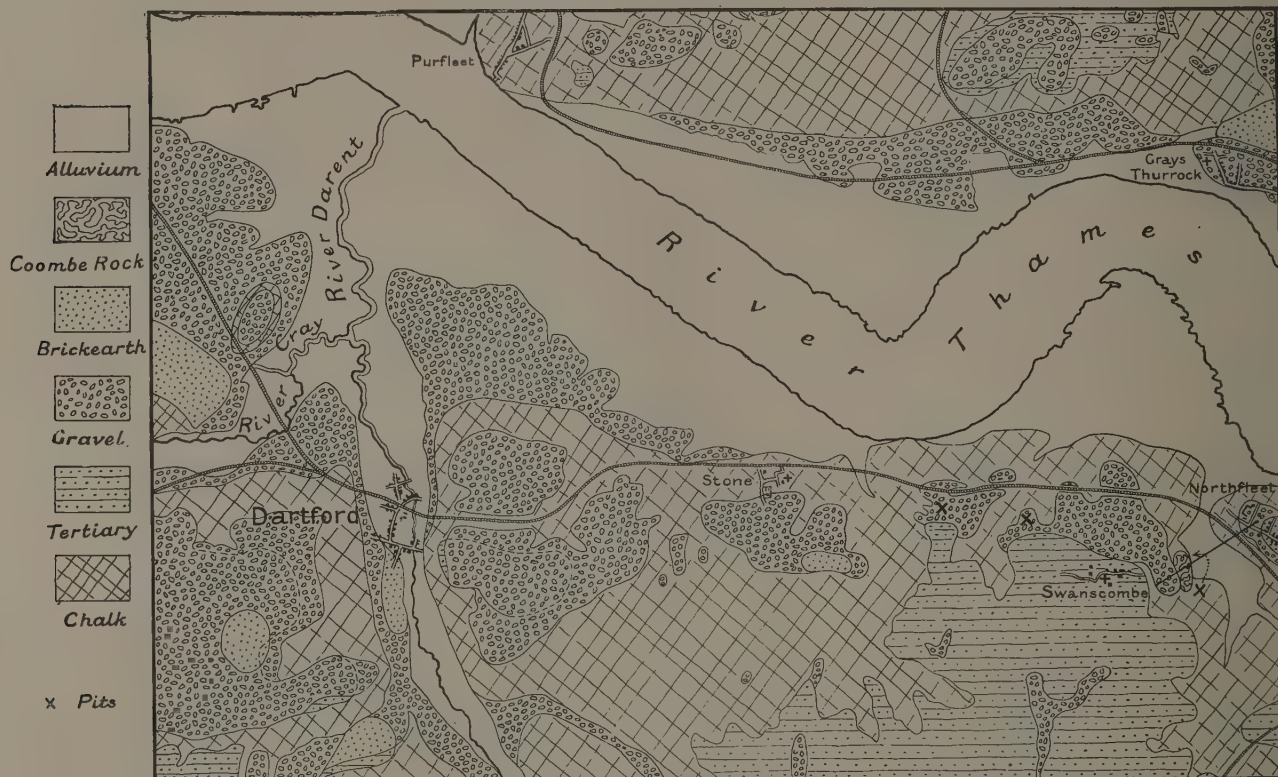 Alluvium
Coombe Rock
Brickearth
Gravel.
Tertiary
Chalk
x Pits
Purfleet
Grays
Thurrock
River Darent
River Thames
River Cray
Stone
Dartford
Northfleet
Swanscombe